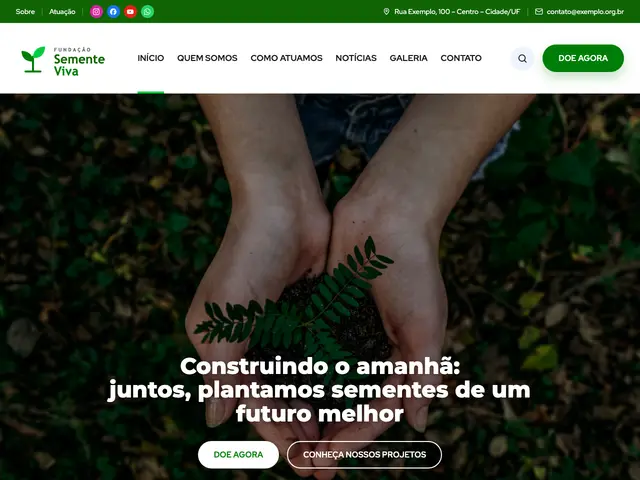 Sobre
Atuação
Rua Exemplo, 100 – Centro – Cidade/UF
contato@exemplo.org.br
FUNDAÇÃO
Semente
Viva
INÍCIO
QUEM SOMOS
COMO ATUAMOS
NOTÍCIAS
GALERIA
CONTATO
DOE AGORA
Construindo o amanhã:
juntos, plantamos sementes de um
futuro melhor
DOE AGORA
CONHEÇA NOSSOS PROJETOS